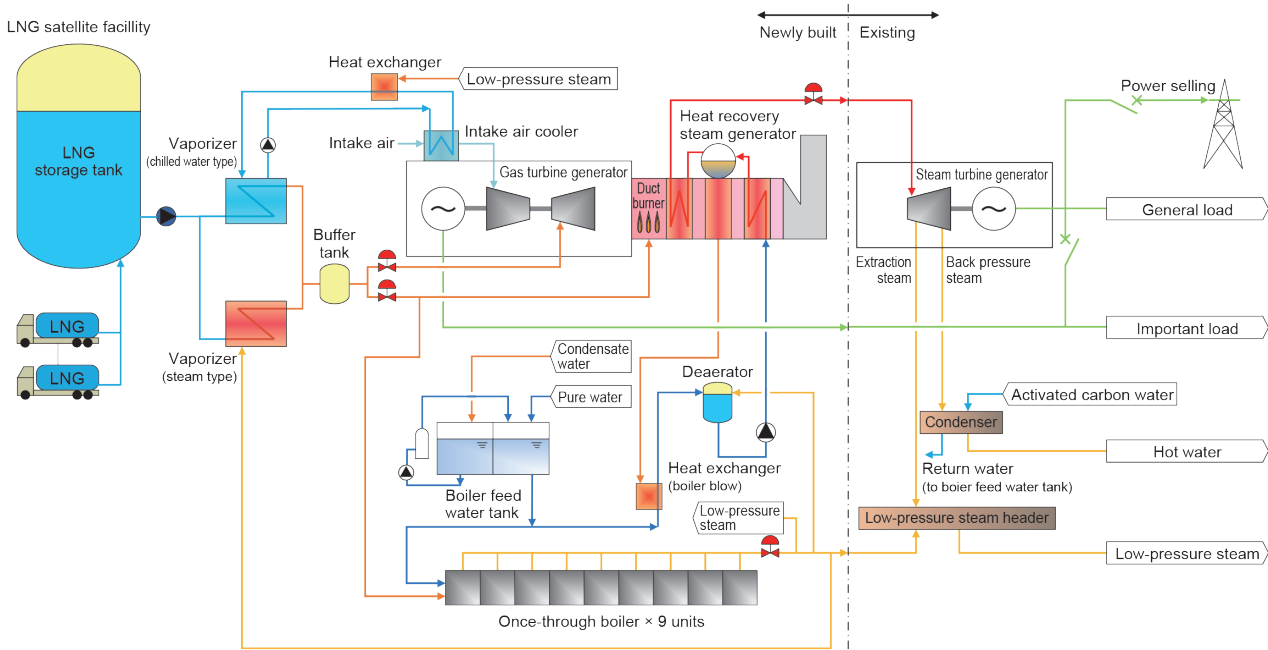 LNG satellite facillity
Newly built
Existing
Heat exchanger
Low-pressure steam
Power selling
LNG
storage tank
Vaporizer
(chilled water type)
Intake air
Intake air cooler
Heat recovery
steam generator
Gas turbine generator
Duct
burner
Steam turbine generator
General load
Buffer
tank
Extraction
steam
Back pressure
steam
LNG
LNG
Important load
Vaporizer
(steam type)
Condensate
water
Pure water
Deaerator
Activated carbon water
Condenser
Hot water
Return water
(to boier feed water tank)
Heat exchanger
(boiler blow)
Boiler feed
water tank
Low-pressure
steam
Low-pressure steam header
Low-pressure steam
Once-through boiler × 9 units